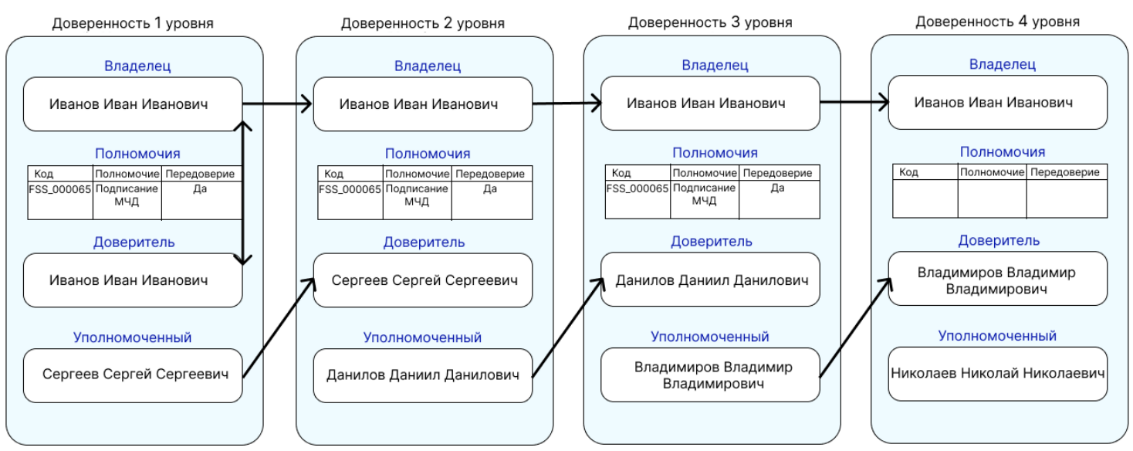 Доверенность 1 уровня
Владелец
Иванов Иван Иванович
Полномочия
Код Полномочие Передоверие
FSS_000065 Подписание Да
МЧД
Доверитель
Иванов Иван Иванович
Уполномоченный
Сергеев Сергей Сергеевич
Доверенность 2 уровня
Владелец
Иванов Иван Иванович
Полномочия
Код Полномочие Передоверие
FSS_000065 Подписание Да
МЧД
Доверитель
Сергеев Сергей Сергеевич
Уполномоченный
Данилов Даниил Данилович
Доверенность 3 уровня
Владелец
Иванов Иван Иванович
Полномочия
Код Полномочие Передоверие
FSS_000065 Подписание Да
МЧД
Доверитель
Данилов Даниил Данилович
Уполномоченный
Владимиров Владимир
Владимирович
Доверенность 4 уровня
Владелец
Иванов Иван Иванович
Полномочия
Код Полномочие Передоверие
Доверитель
Владимиров Владимир
Владимирович
Уполномоченный
Николаев Николай Николаевич